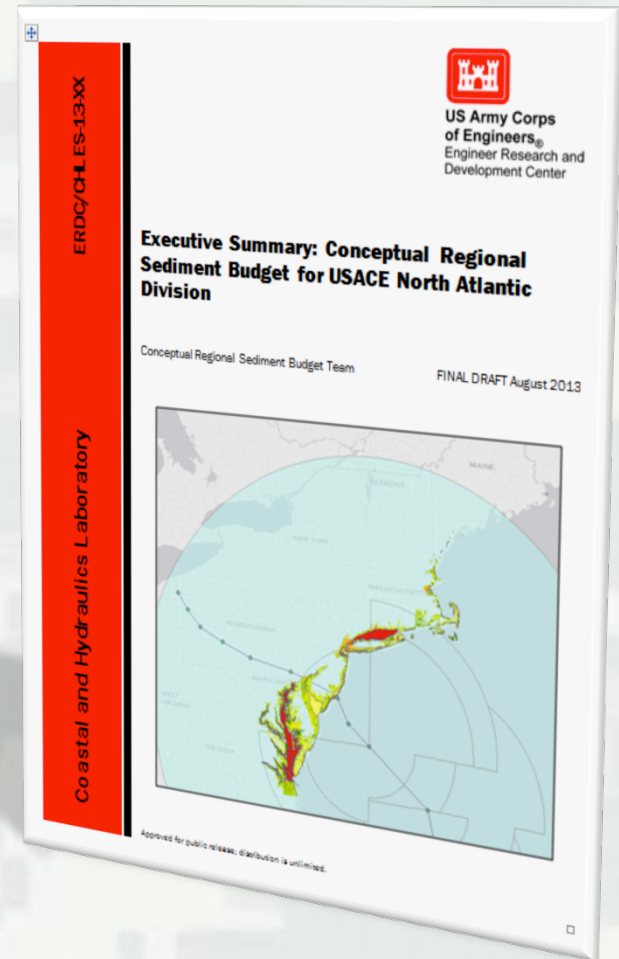 ERDC/CHL ES-13-XX
Coastal and Hydraulics Laboratory
US Army Corps
of Engineers®
Engineer Research and
Development Center
Executive Summary: Conceptual Regional
Sediment Budget for USACE North Atlantic
Division
Conceptual Regional Sediment Budget Team
FINAL DRAFT August 2013
MAINE
VERMONT
NEW YORK
MASSACHUSETTS
PENNSYLVANIA
MARYLAND
WEST
VIRGINIA
VIRGINIA
Approved for public release; distribution is unlimited.